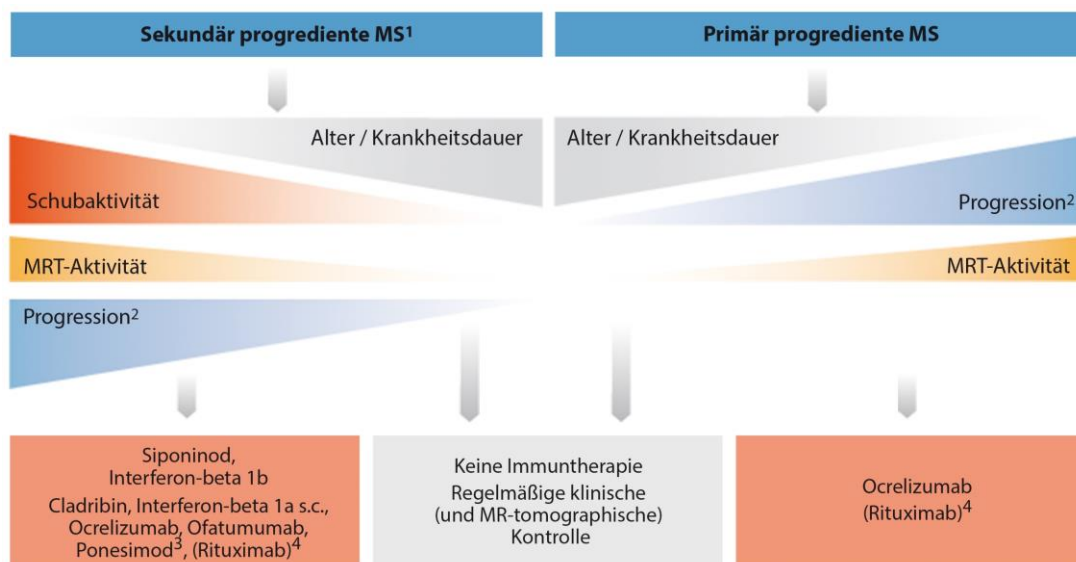 Sekundär progrediente MS¹
Primär progrediente MS
Alter / Krankheitsdauer
Alter / Krankheitsdauer
Schubaktivität
Progression²
MRT-Aktivität
MRT-Aktivität
Progression²
Siponinod,
Interferon-beta 1b
Cladribin, Interferon-beta 1a s.c.,
Ocrelizumab, Ofatumumab,
Ponesimod³, (Rituximab)⁴
Keine Immuntherapie
Regelmäßige klinische
(und MR-tomographische)
Kontrolle
Ocrelizumab
(Rituximab)⁴